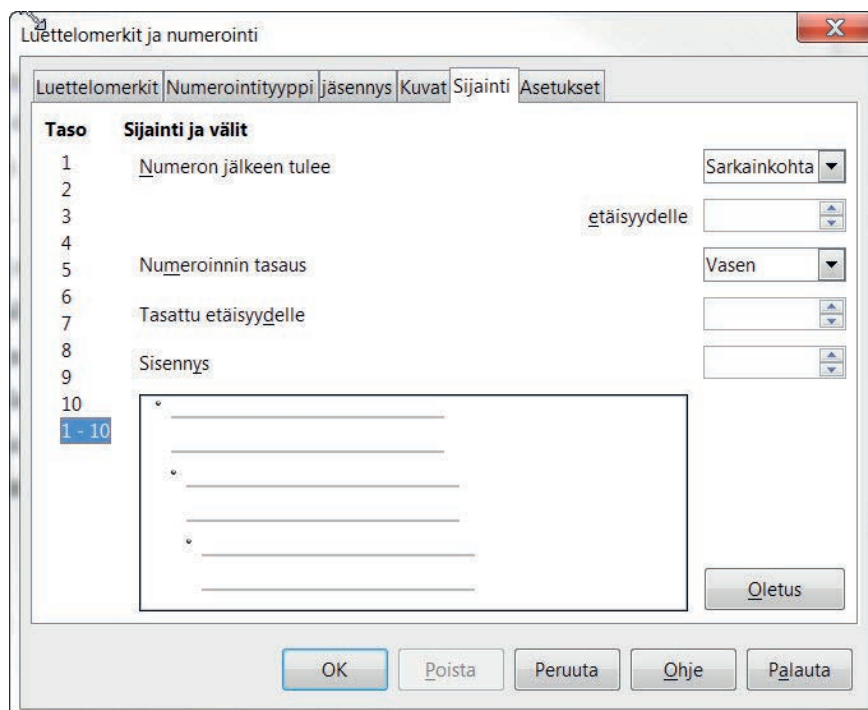 Luettelomerkit ja numerointi
Luettelomerkit Numerointityyppi jäsennys Kuvat Sijainti Asetukset
Taso Sijainti ja välit
1 Numeron jälkeen tulee Sarkainkohta
2
3 etäisyydelle
4
5 Numeroinnin tasaus Vasen
6
7 Tasattu etäisyydelle
8
9 Sisennys
10
1 - 10
Oletus
OK Poista Peruuta Ohje Palauta